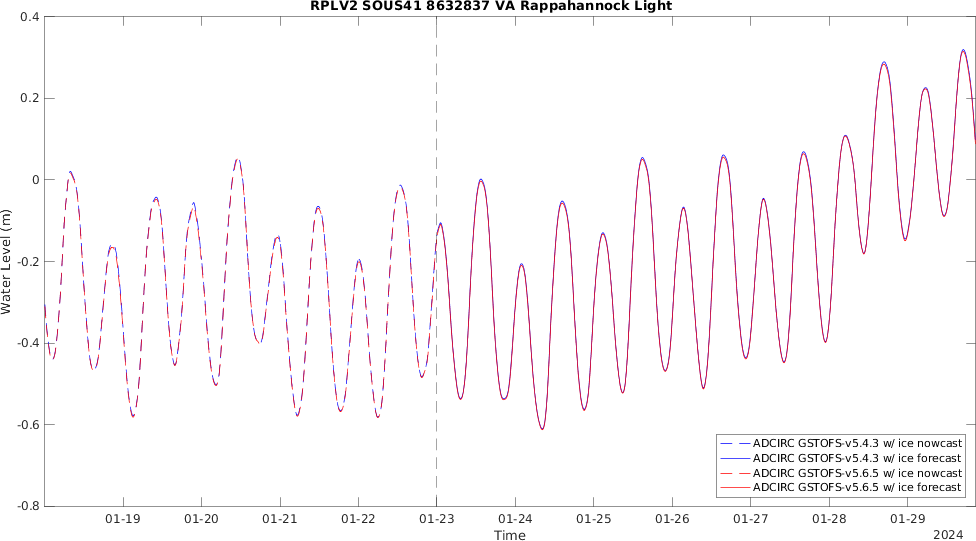 RPLV2 SOUS41 8632837 VA Rappahannock Light
0.4
0.2
0
-0.2
-0.4
-0.6
-0.8
Water Level (m)
ADCIRC GSTOFS-v5.4.3 w/ ice nowcast
ADCIRC GSTOFS-v5.4.3 w/ ice forecast
ADCIRC GSTOFS-v5.6.5 w/ ice nowcast
ADCIRC GSTOFS-v5.6.5 w/ ice forecast
01-19 01-20 01-21 01-22 01-23 01-24 01-25 01-26 01-27 01-28 01-29
Time
2024